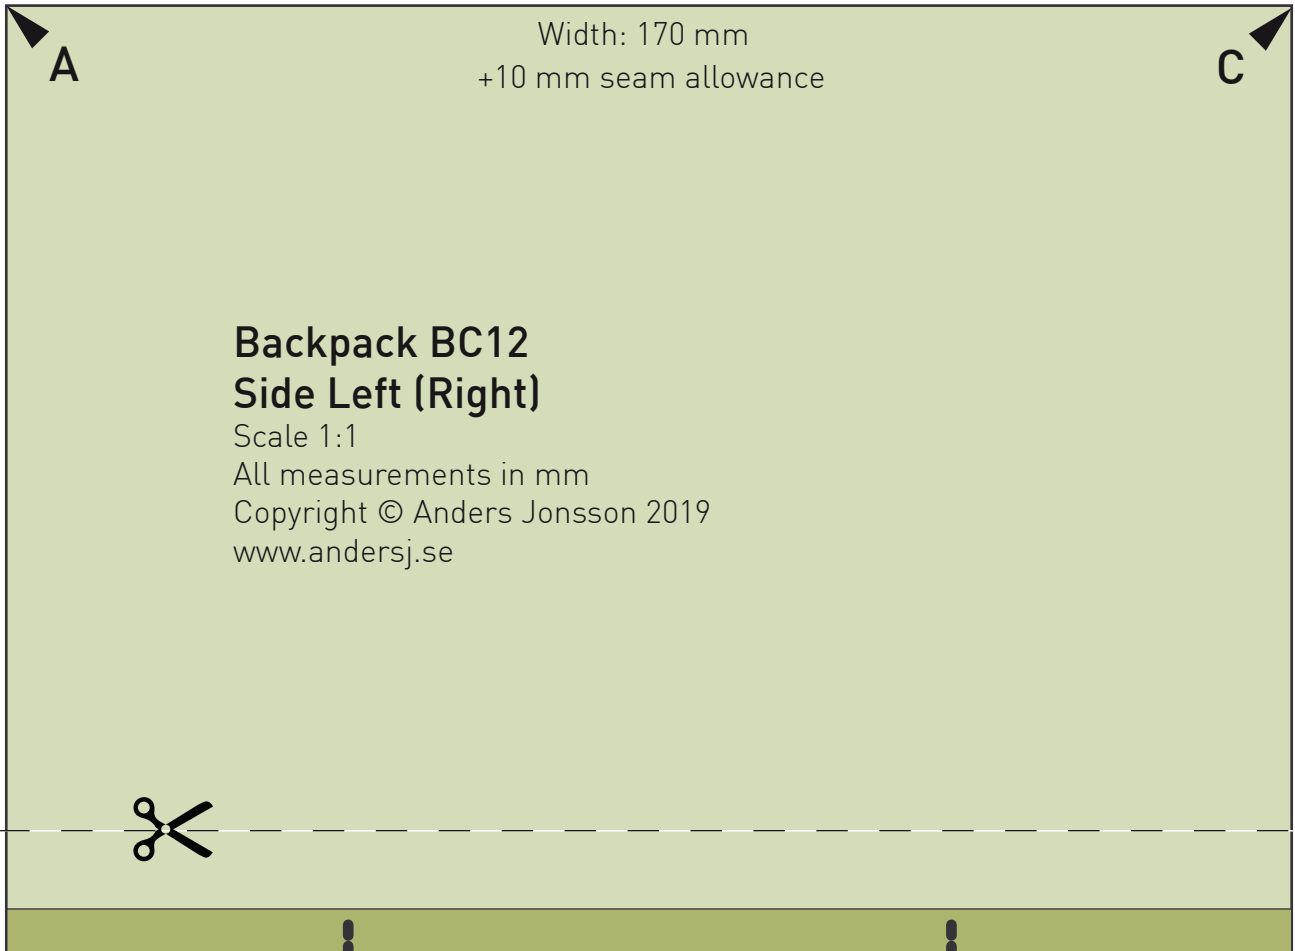 Width: 170 mm
+10 mm seam allowance
A
C
Backpack BC12
Side Left (Right)
Scale 1:1
All measurements in mm
Copyright © Anders Jonsson 2019
www.andersj.se